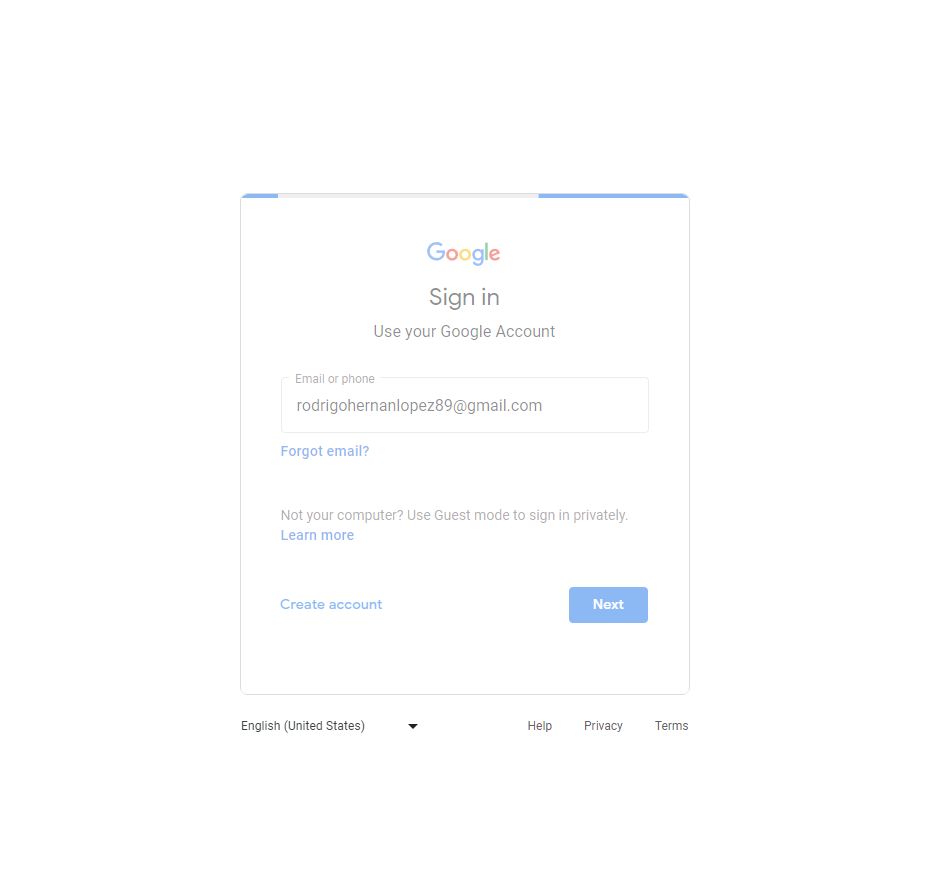 Google
Sign in
Use your Google Account
Email or phone
rodrigohernanlopez89@gmail.com
Forgot email?
Not your computer? Use Guest mode to sign in privately.
Learn more
Create account
Next
English (United States)
Help Privacy Terms